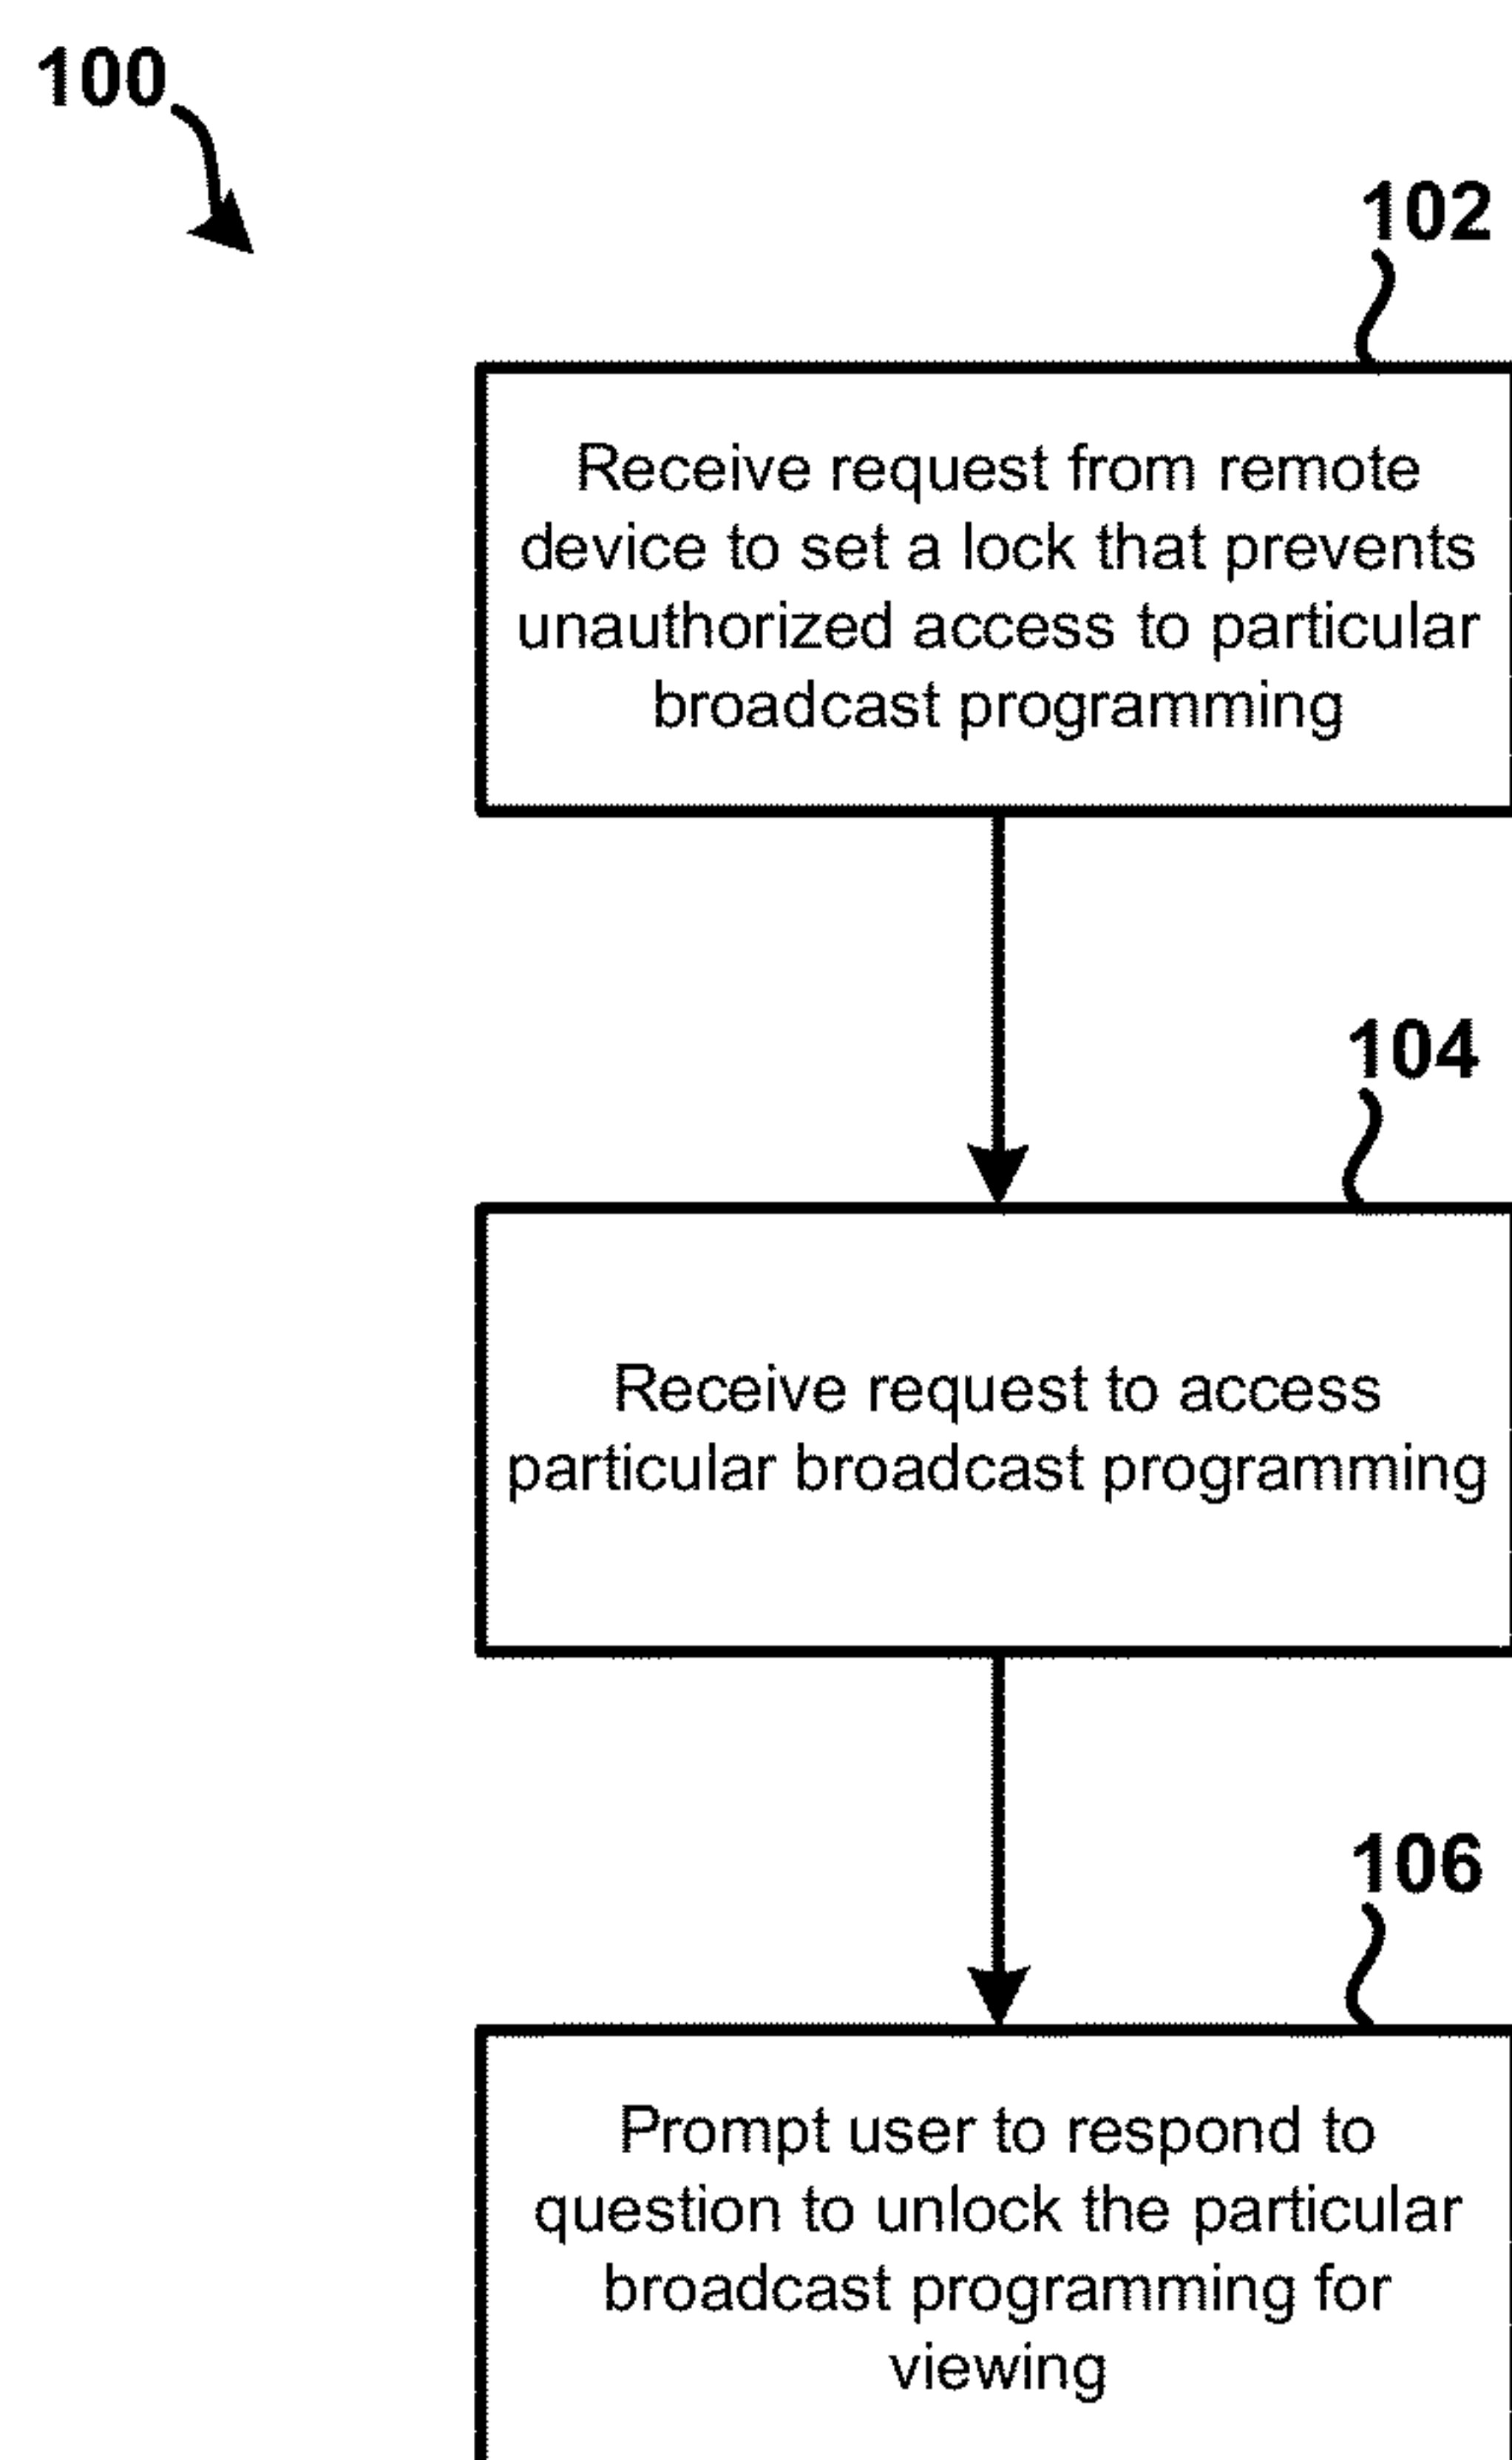 100
102
Receive request from remote
device to set a lock that prevents
unauthorized access to particular
broadcast programming
104
Receive request to access
particular broadcast programming
106
Prompt user to respond to
question to unlock the particular
broadcast programming for
viewing